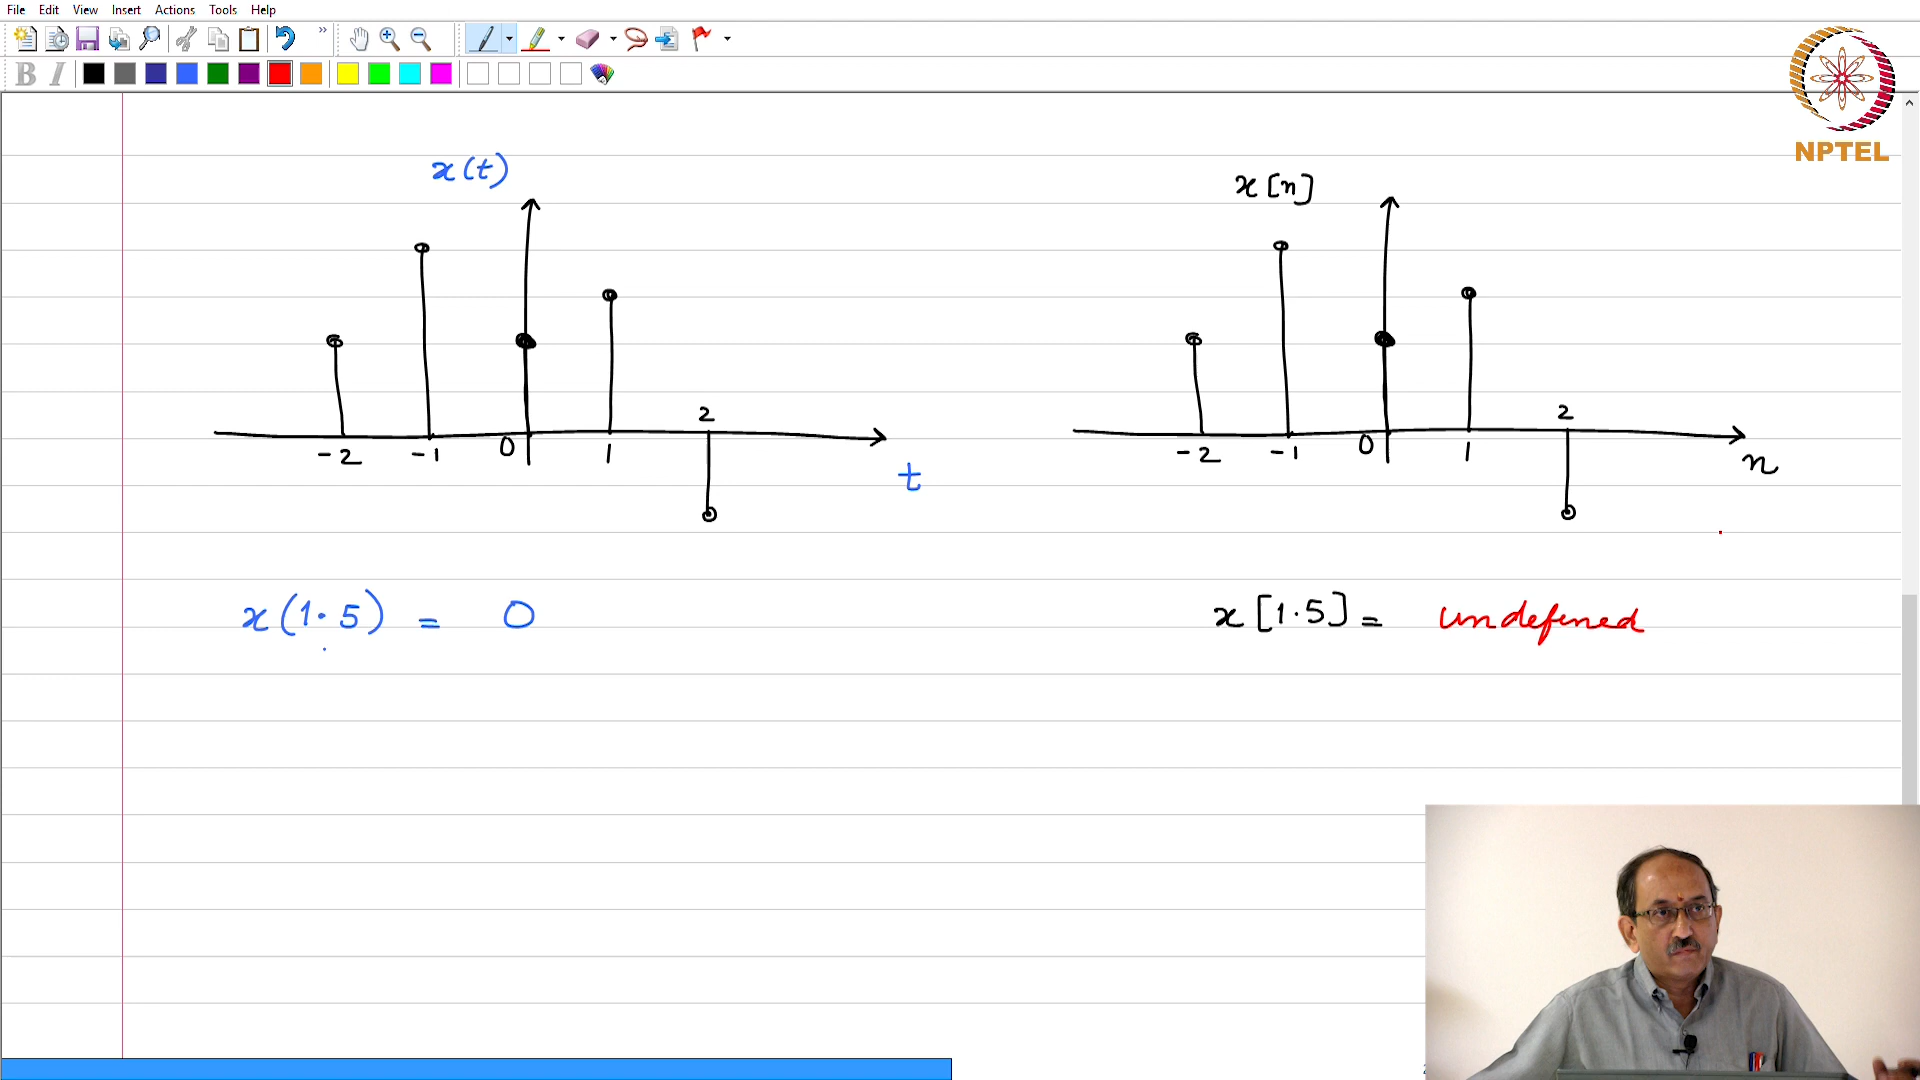 File Edit View Insert Actions Tools Help
B I
NPTEL
x(t)
x[n]
-2 -1 0 1 2
t
-2 -1 0 1 2
n
x(1.5) = 0
x[1.5] = undefined